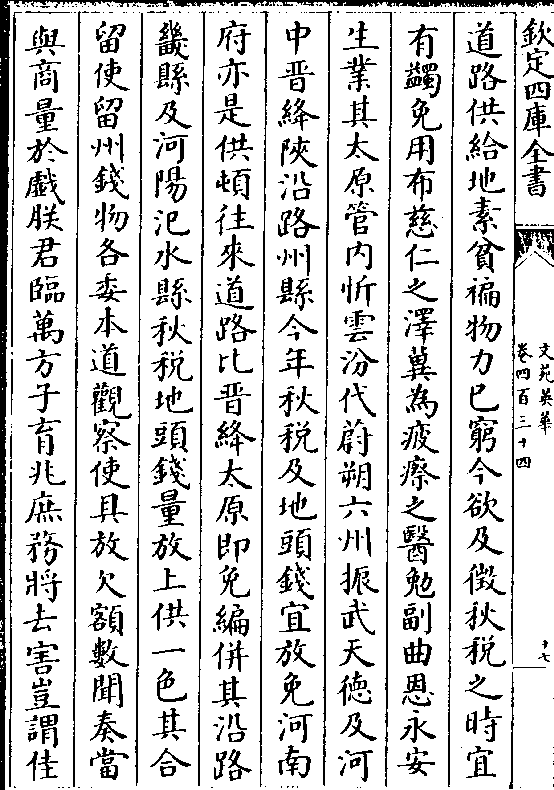 欽定四庫全書
文苑英華
卷四百三十四
十七
道路供給地素貧褊物力已窮今欲及徵秋稅之時宜
有蠲免用布慈仁之澤冀為疲瘵之醫勉副曲恩永安
生業其太原管内忻雲汾代蔚朔六州振武天德及河
中晋絳陜沿路州縣今年秋稅及地頭錢宜放免河南
府亦是供頓往來道路比晋絳太原即免編併其沿路
畿縣及河陽汜水縣秋税地頭錢量放上供一色其合
留使留州錢物各委本道觀察使具放欠額數聞奏當
與商量於戲朕君臨萬方子育兆庶務將去害豈謂佳